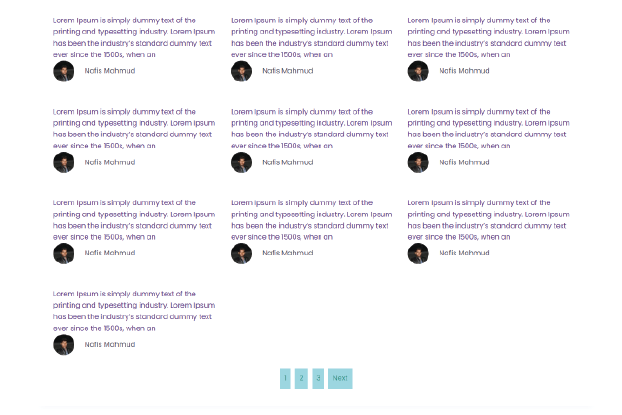 Lorem Ipsum is simply dummy text of the
printing and typesetting industry. Lorem Ipsum
has been the industry's standard dummy text
ever since the 1500s, when an
Nafis Mahmud
Lorem Ipsum is simply dummy text of the
printing and typesetting industry. Lorem Ipsum
has been the industry's standard dummy text
ever since the 1500s, when an
Nafis Mahmud
Lorem Ipsum is simply dummy text of the
printing and typesetting industry. Lorem Ipsum
has been the industry's standard dummy text
ever since the 1500s, when an
Nafis Mahmud
Lorem Ipsum is simply dummy text of the
printing and typesetting industry. Lorem Ipsum
has been the industry's standard dummy text
ever since the 1500s, when an
Nafis Mahmud
Lorem Ipsum is simply dummy text of the
printing and typesetting industry. Lorem Ipsum
has been the industry's standard dummy text
ever since the 1500s, when an
Nafis Mahmud
Lorem Ipsum is simply dummy text of the
printing and typesetting industry. Lorem Ipsum
has been the industry's standard dummy text
ever since the 1500s, when an
Nafis Mahmud
Lorem Ipsum is simply dummy text of the
printing and typesetting industry. Lorem Ipsum
has been the industry's standard dummy text
ever since the 1500s, when an
Nafis Mahmud
Lorem Ipsum is simply dummy text of the
printing and typesetting industry. Lorem Ipsum
has been the industry's standard dummy text
ever since the 1500s, when an
Nafis Mahmud
Lorem Ipsum is simply dummy text of the
printing and typesetting industry. Lorem Ipsum
has been the industry's standard dummy text
ever since the 1500s, when an
Nafis Mahmud
Lorem Ipsum is simply dummy text of the
printing and typesetting industry. Lorem Ipsum
has been the industry's standard dummy text
ever since the 1500s, when an
Nafis Mahmud
1 2 3 Next